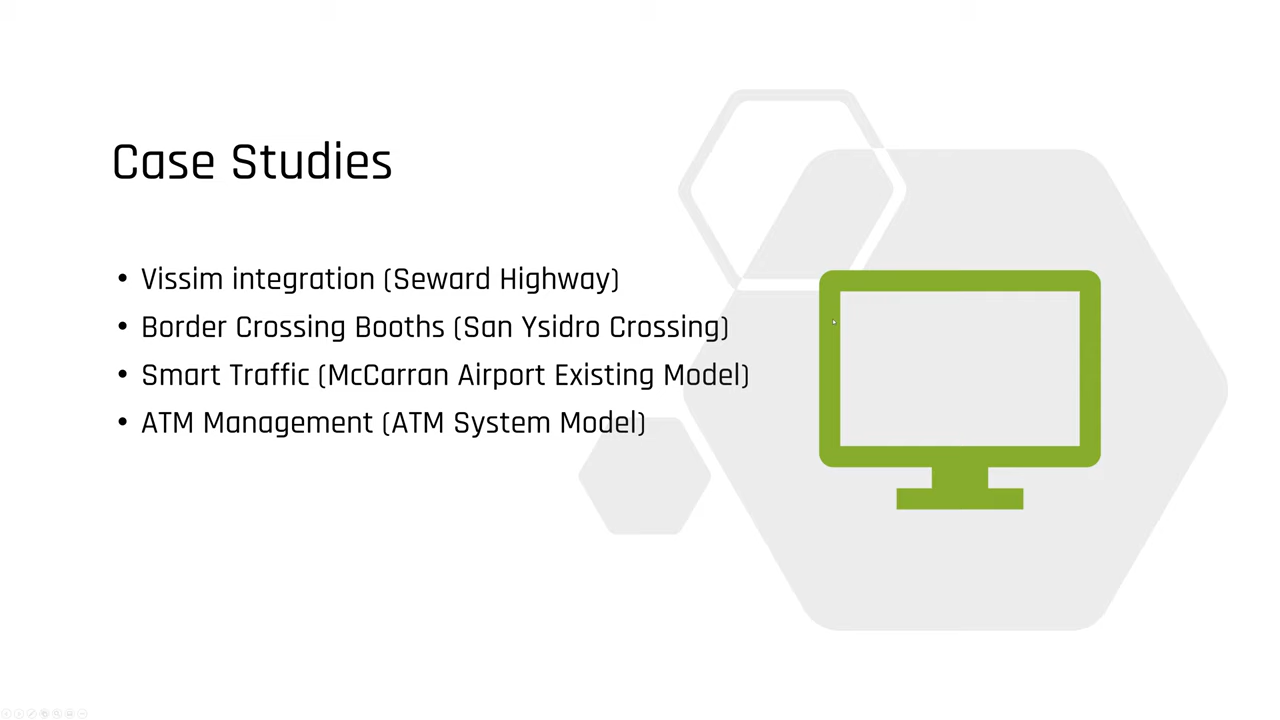 Case Studies
• Vissim integration (Seward Highway)
• Border Crossing Booths (San Ysidro Crossing)
• Smart Traffic (McCarran Airport Existing Model)
• ATM Management (ATM System Model)